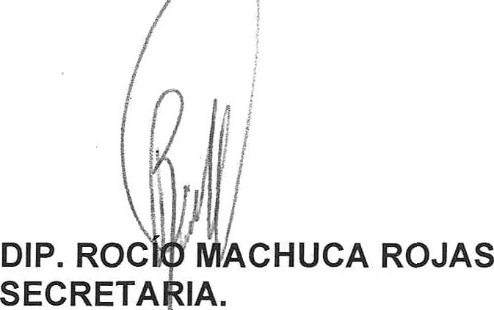 DIP. ROCÍO MACHUCA ROJAS
SECRETARIA.